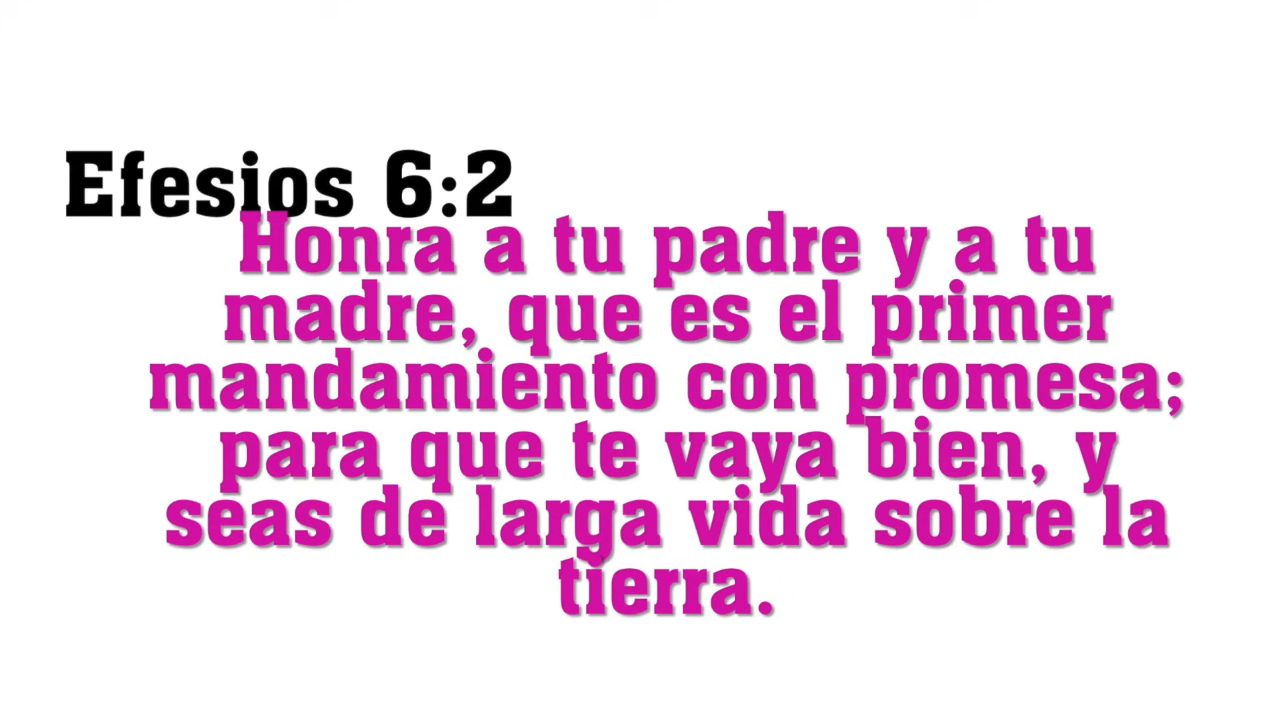 Efesios 6:2
Honra a tu padre y a tu
madre, que es el primer
mandamiento con promesa;
para que te vaya bien, y
seas de larga vida sobre la
tierra.